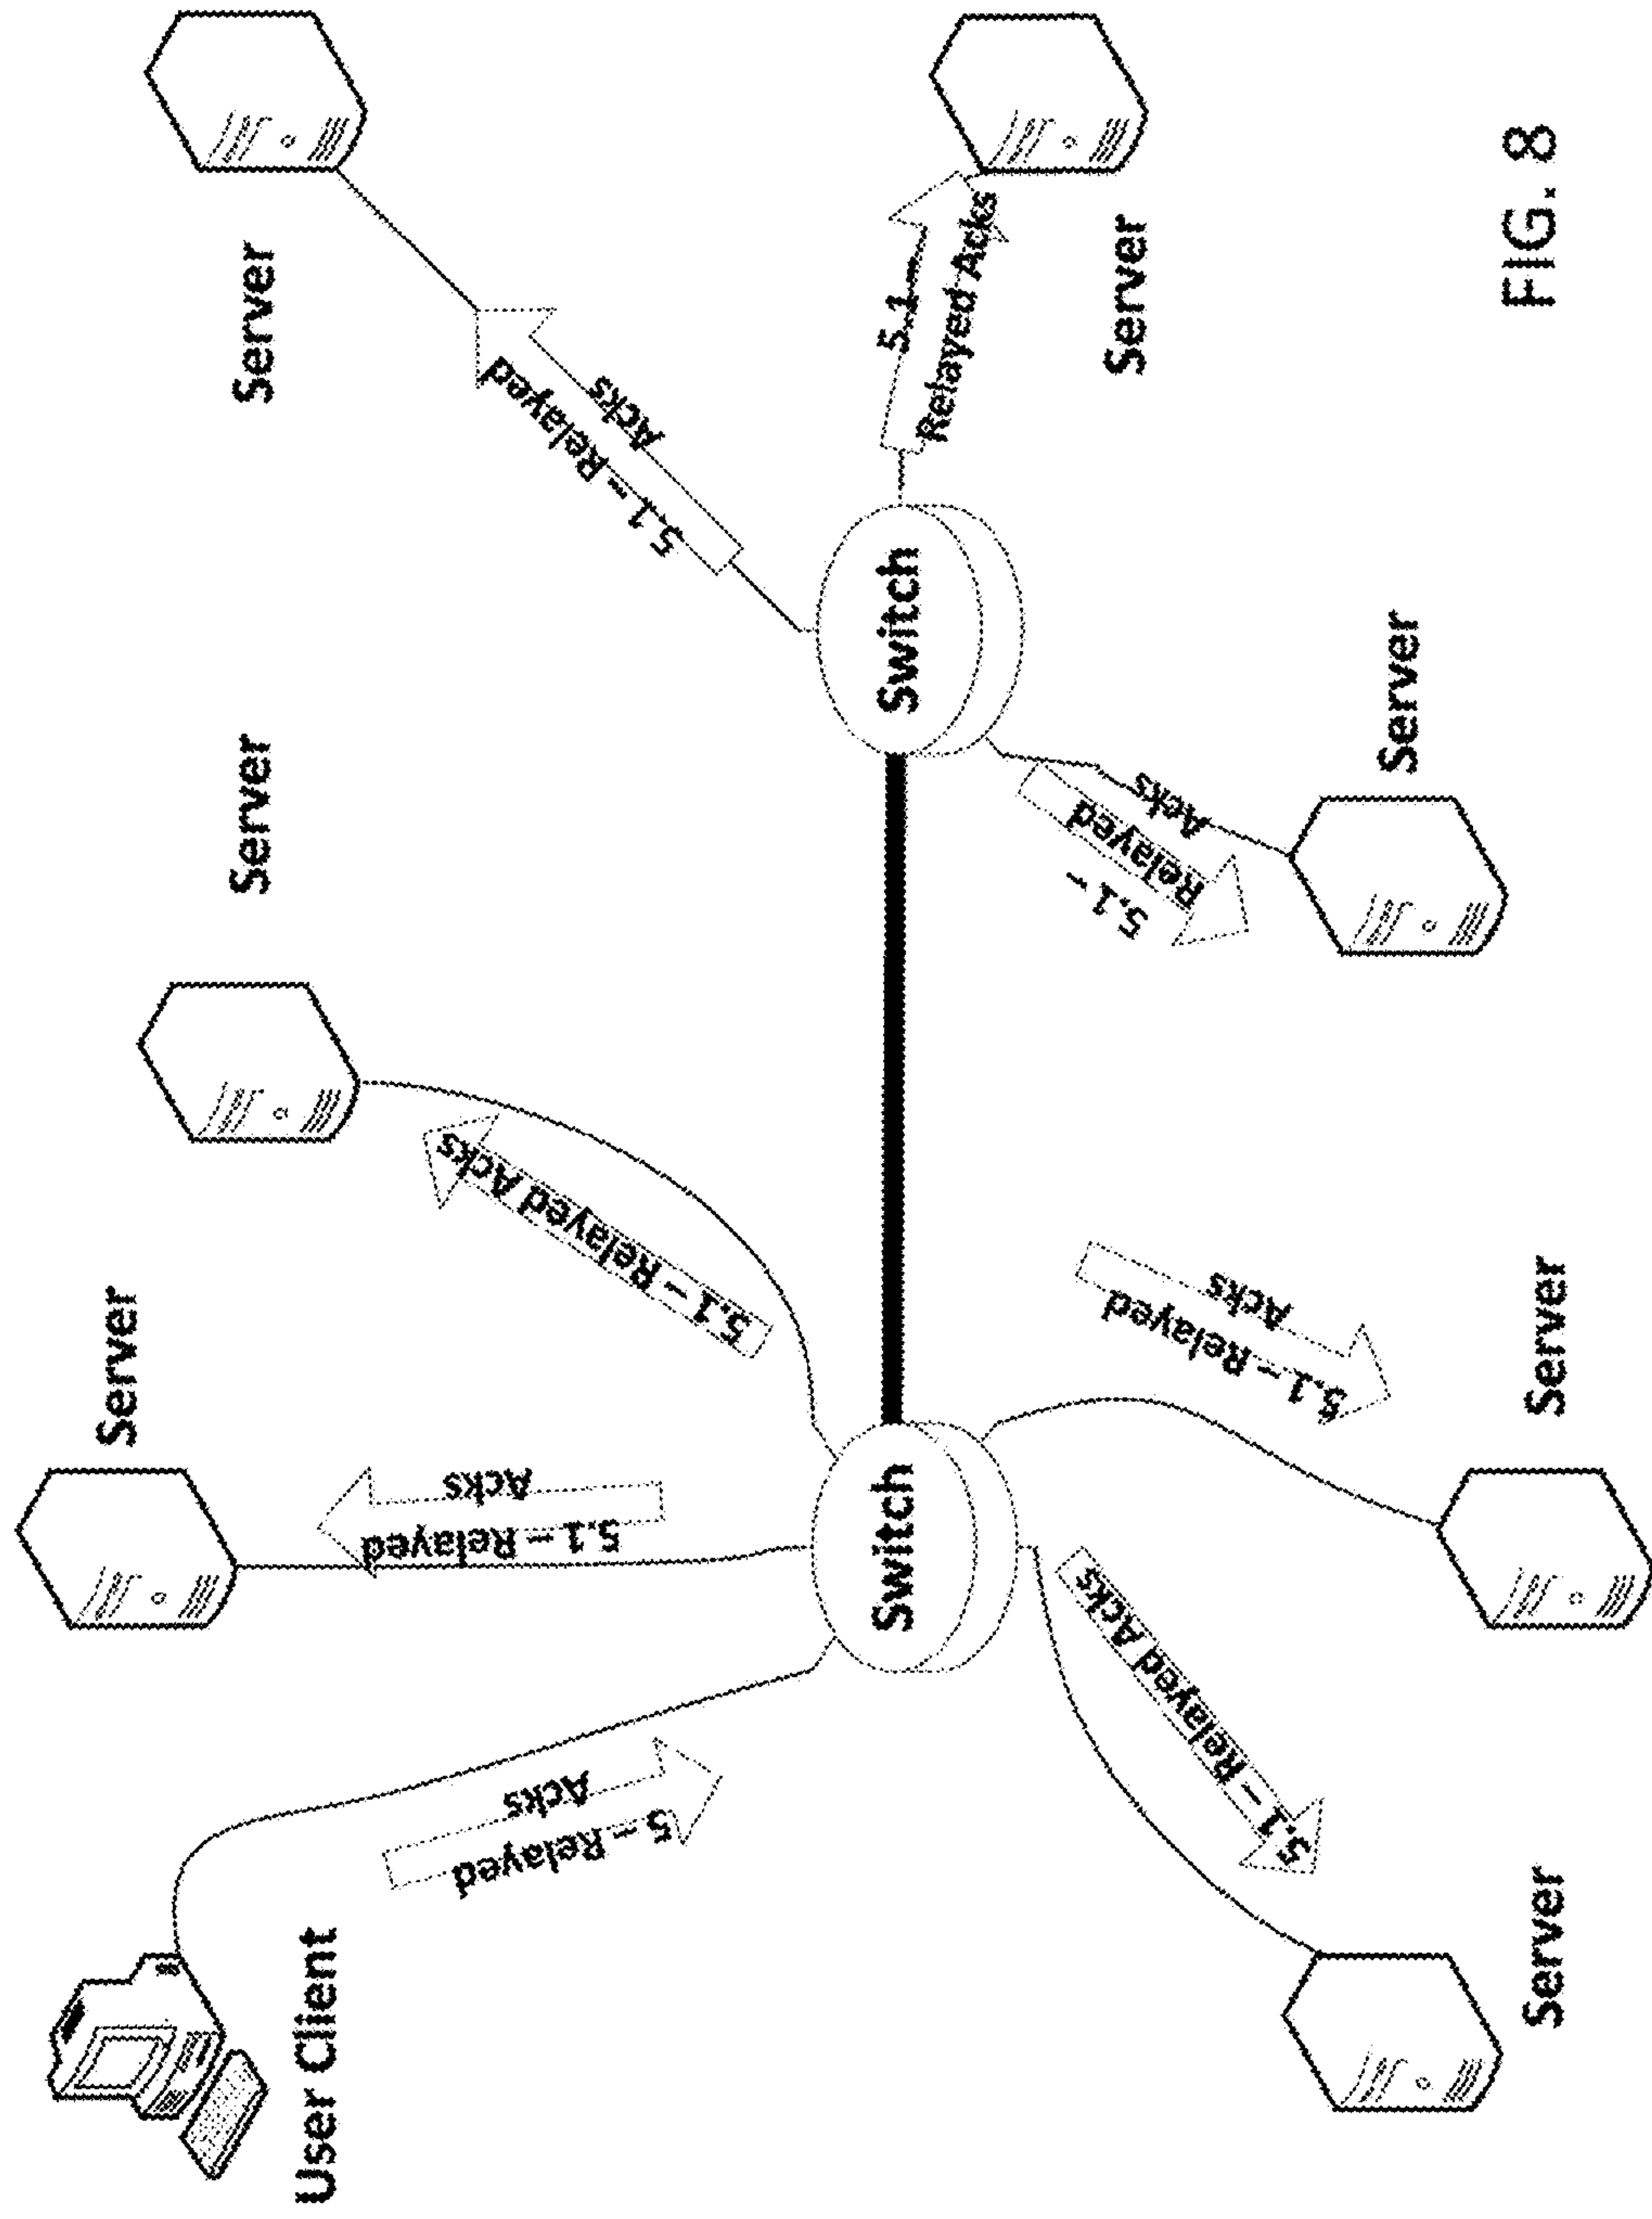 User Client
5 – Relayed
Acks
Server
5.1 – Relayed
Acks
Server
5.1 – Relayed Acks
Server
5.1 – Relayed
Acks
Switch
Switch
5.1 –
Relayed Acks
Server
5.1 – Relayed Acks
Server
5.1 – Relayed
Acks
Server
5.1 –
Relayed
Acks
Server
FIG. 8